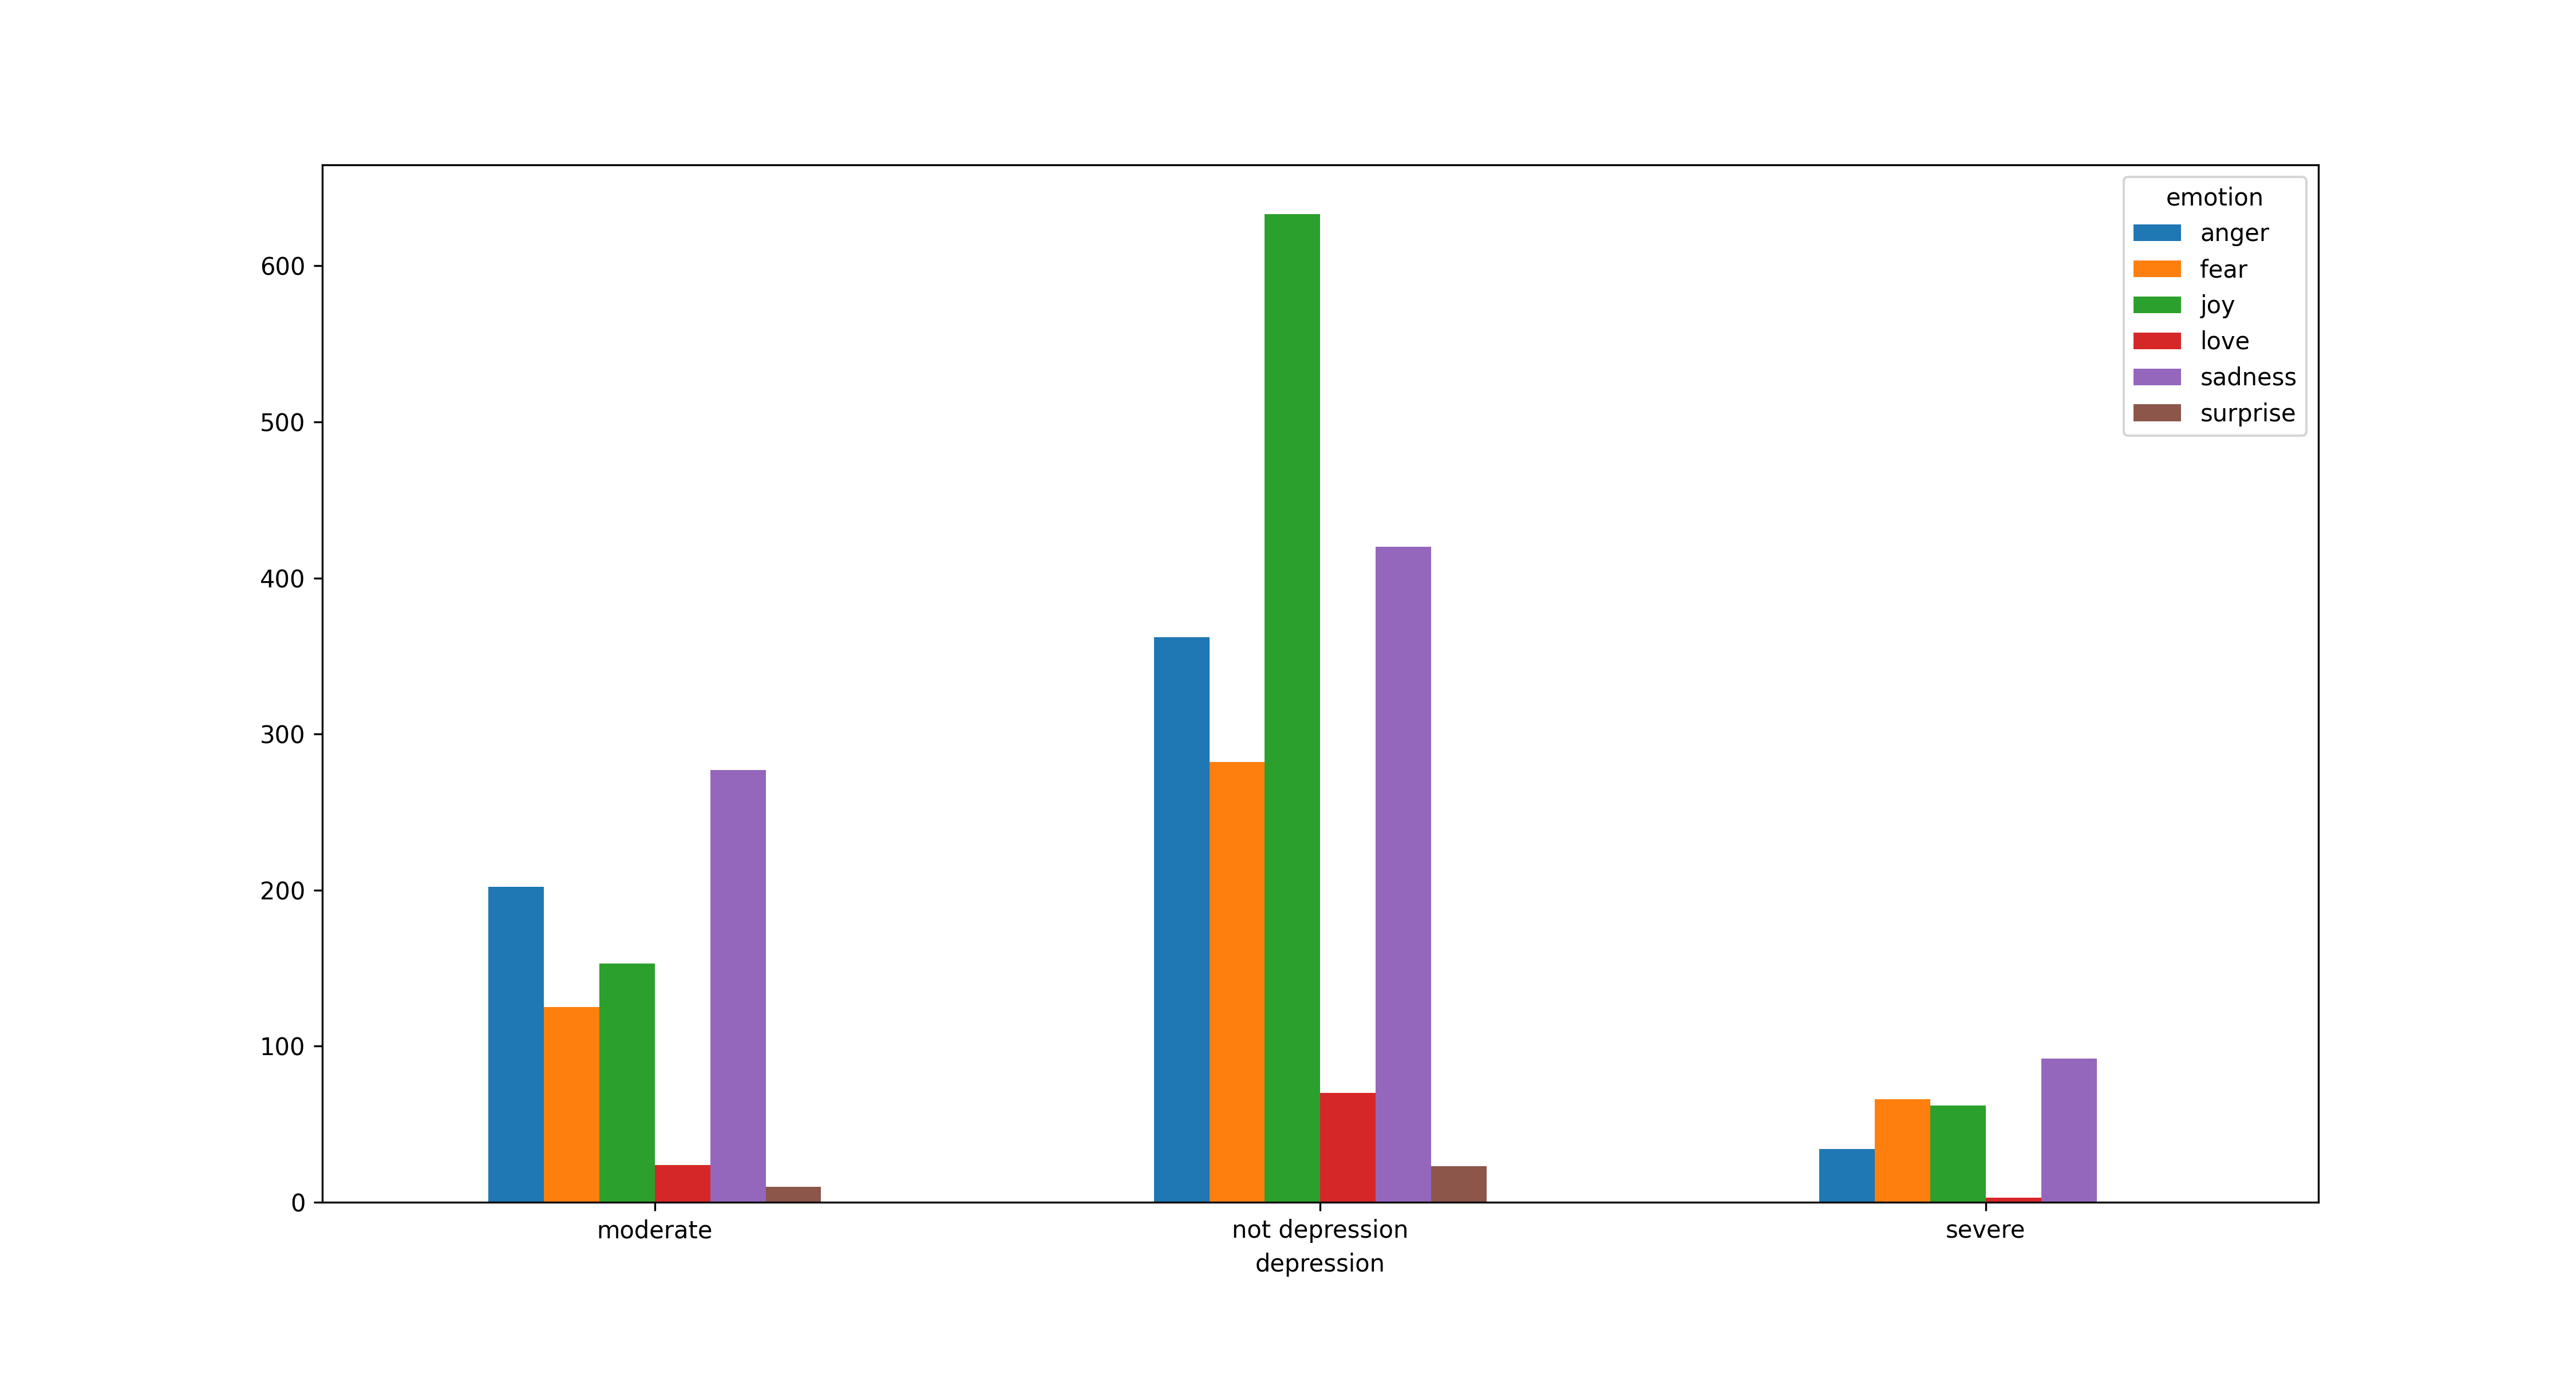 emotion
anger
fear
joy
love
sadness
surprise
600
500
400
300
200
100
0
moderate
not depression
severe
depression